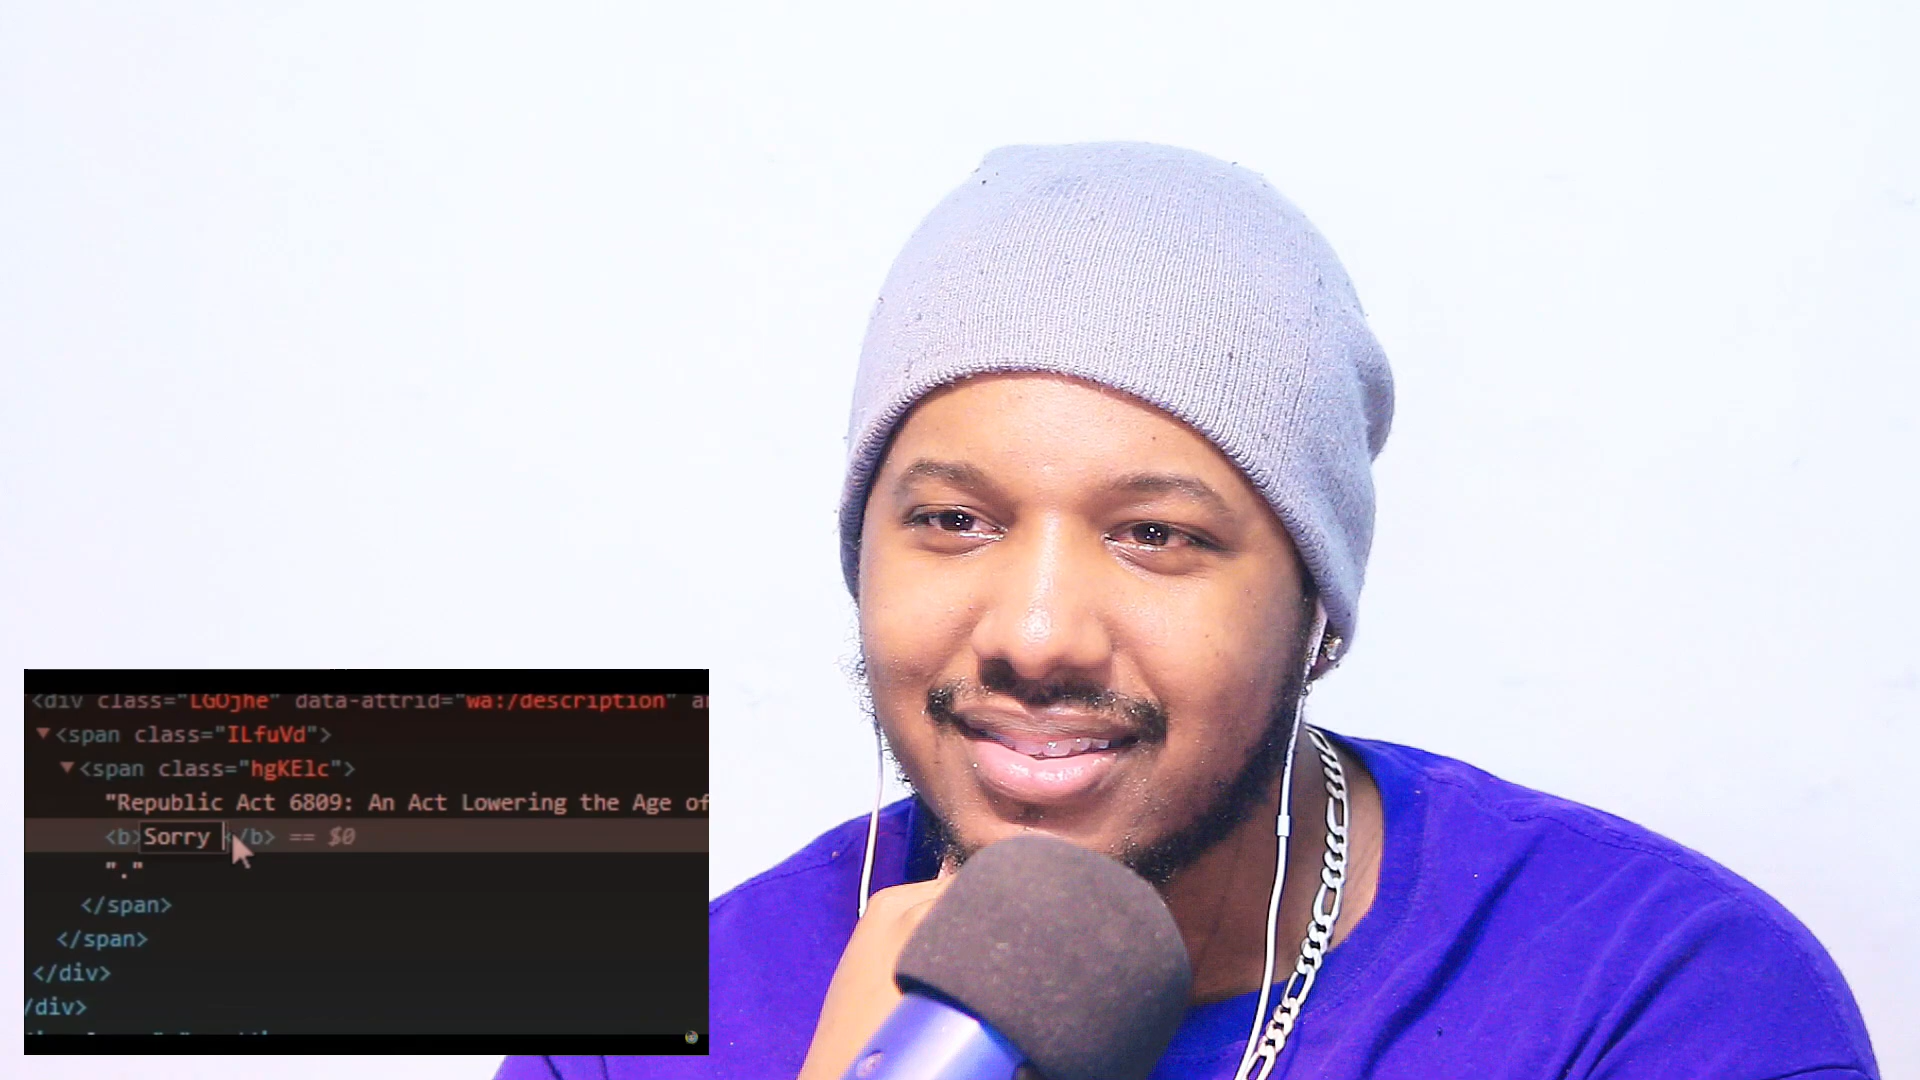 <div class="LGOjhe" data-attrid="wa:/description"
▼<span class="ILfuVd">
▼<span class="hgKElc">
"Republic Act 6809: An Act Lowering the Age of
<b>Sorry </b> == $0
"."
</span>
</span>
</div>
/div>